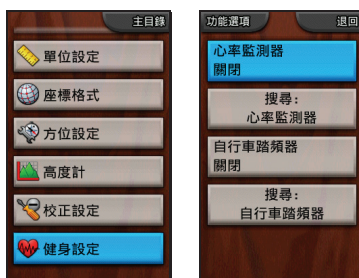 主目錄
單位設定
座標格式
方位設定
高度計
校正設定
健身設定
功能選項
退回
心率監測器
關閉
搜尋:
心率監測器
自行車踏頻器
關閉
搜尋:
自行車踏頻器